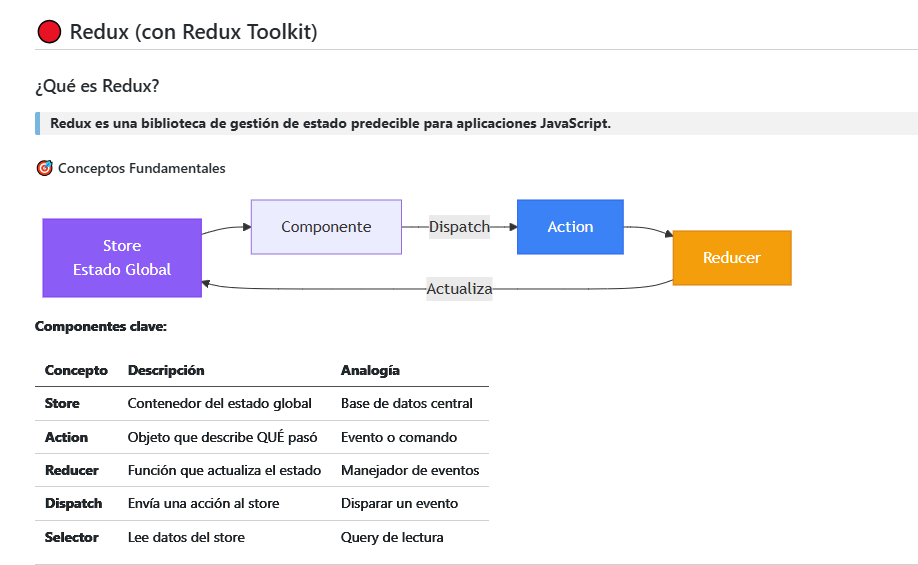 Redux (con Redux Toolkit)
¿Qué es Redux?
Redux es una biblioteca de gestión de estado predecible para aplicaciones JavaScript.
Conceptos Fundamentales
Store
Estado Global
Componente
Dispatch
Action
Reducer
Actualiza
Componentes clave:
Concepto Descripción Analogía
Store Contenedor del estado global Base de datos central
Action Objeto que describe QUÉ pasó Evento o comando
Reducer Función que actualiza el estado Manejador de eventos
Dispatch Envía una acción al store Disparar un evento
Selector Lee datos del store Query de lectura